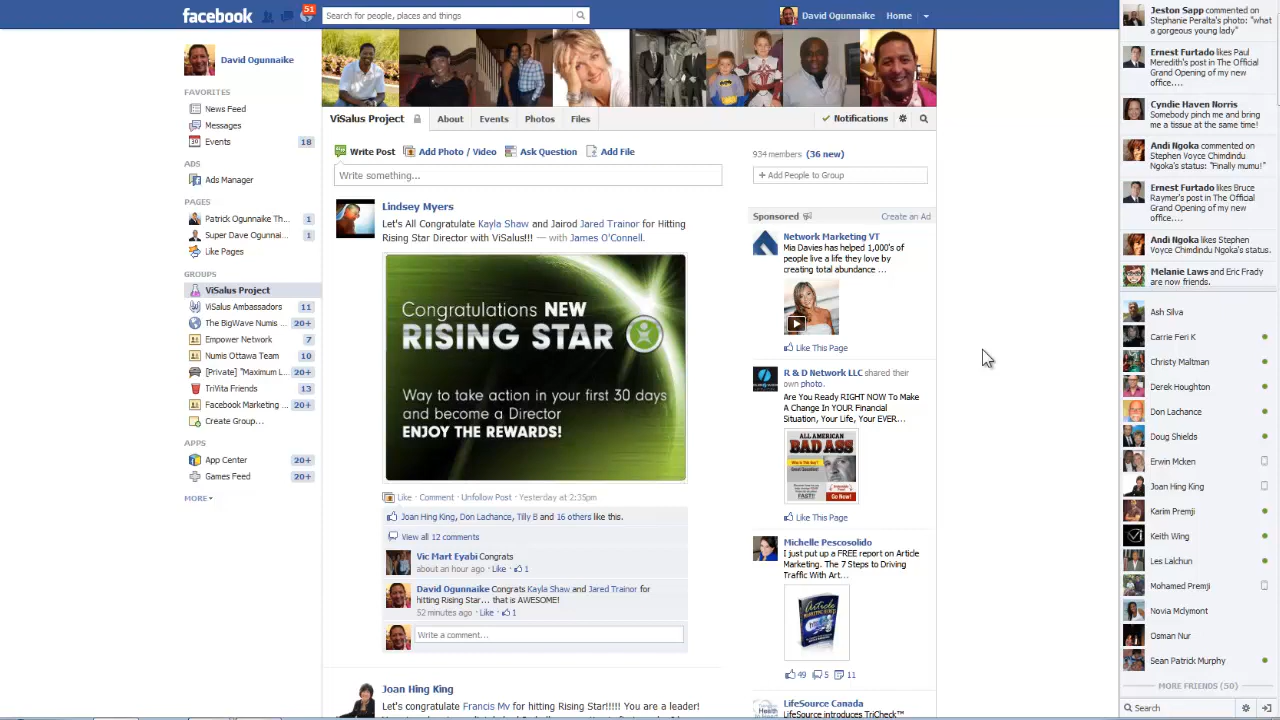 facebook
51
Search for people, places and things
David Ogunnaike
Home
David Ogunnaike
FAVORITES
News Feed
Messages
Events
18
ADS
Ads Manager
PAGES
Patrick Ogunnaike Th...
1
Super Dave Ogunnai...
1
Like Pages
GROUPS
ViSalus Project
ViSalus Ambassadors
11
The BigWave Numis ...
20+
Empower Network
7
Numis Ottawa Team
10
[Private] "Maximum L...
20+
TriVita Friends
13
Facebook Marketing ...
20+
Create Group...
APPS
App Center
20+
Games Feed
20+
MORE
ViSalus Project
About
Events
Photos
Files
Notifications
Write Post
Add Photo / Video
Ask Question
Add File
Write something...
Lindsey Myers
Let's All Congratulate Kayla Shaw and Jairod Jared Trainor for Hitting
Rising Star Director with ViSalus!!! — with James O'Connell.
Congratulations NEW
RISING STAR
Way to take action in your first 30 days
and become a Director
ENJOY THE REWARDS!
Like · Comment · Unfollow Post · Yesterday at 2:35pm
Joan Hing King, Don Lachance, Tilly B and 16 others like this.
View all 12 comments
Vic Mart Eyabi Congrats
about an hour ago · Like · 1
David Ogunnaike Congrats Kayla Shaw and Jared Trainor for
hitting Rising Star... that is AWESOME!
52 minutes ago · Like · 1
Write a comment...
Joan Hing King
Let's congratulate Francis Mv for hitting Rising Star!!!!! You are a leader!
934 members (36 new)
+ Add People to Group
Sponsored
Create an Ad
Network Marketing VT
Mia Davies has helped 1,000's of
people live a life they love by
creating total abundance ...
Like This Page
R & D Network LLC shared their
own photo.
Are You Ready RIGHT NOW To Make
A Change In YOUR Financial
Situation, Your Life, Your EVER...
ALL AMERICAN
BAD ASS
Go Now!
Like This Page
Michelle Pescosolido
I just put up a FREE report on Article
Marketing. The 7 Steps to Driving
Traffic With Art...
49
5
11
LifeSource Canada
LifeSource introduces TriCheck™
Jeston Sapp commented on
Stephanie Peralta's photo: "what
a gorgeous young lady"
Ernest Furtado likes Paul
Meredith's post in The Official
Grand Opening of my new
office....
Cyndie Haven Norris
Somebody pinch me and bring
me back at the same time!
Andi Ngoka commented on
Stephen Voyce Chimdindu
Ngoka's status: "Finally mumu!"
Ernest Furtado likes Bruce
Raymer's post in The Official
Grand Opening of my new
office....
Andi Ngoka likes Stephen
Voyce Chimdindu Ngoka's status.
Melanie Laws and Eric Frady
are now friends.
Ash Silva
Carrie Peri K
Christy Maltman
Derek Houghton
Don Lachance
Doug Shields
Jenifer Mcken
Joan Hing King
Karim Premji
Keith Wing
Les Lalchun
Mohamed Premji
Novia Mclymont
Osman Nur
Sean Patrick Murphy
MORE FRIENDS (50)
Search